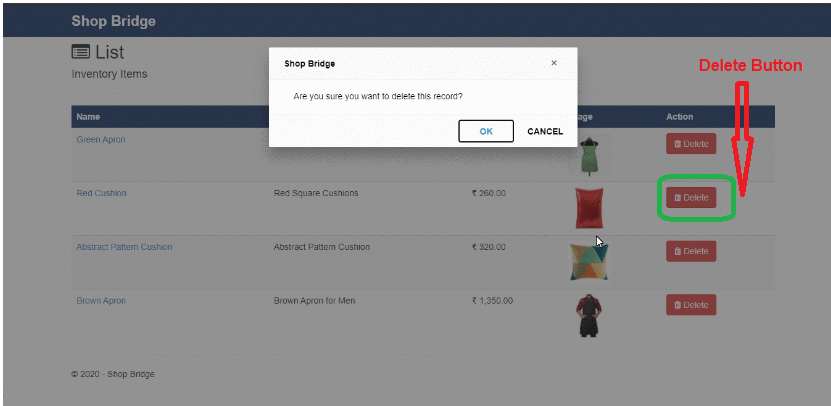 Shop Bridge
List
Inventory Items
Shop Bridge ×
Are you sure you want to delete this record?
OK CANCEL
Delete Button
Name Action
Green Apron Delete
Red Cushion Red Square Cushions ₹ 260.00 Delete
Abstract Pattern Cushion Abstract Pattern Cushion ₹ 320.00 Delete
Brown Apron Brown Apron for Men ₹ 1,350.00 Delete
© 2020 - Shop Bridge